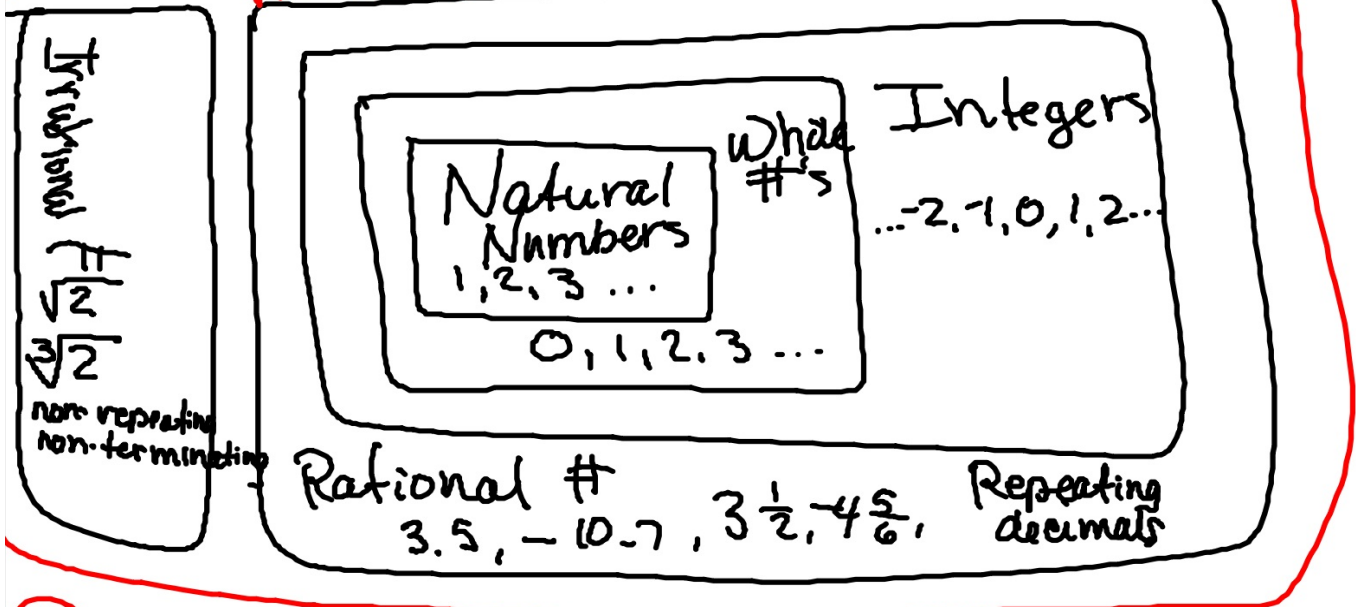 Irrational #
√2
∛2
non-repeating
non-terminating
Natural
Numbers
1, 2, 3 ...
Whole
#'s
0, 1, 2, 3 ...
Integers
...-2, -1, 0, 1, 2...
Rational #
3.5, -10.7, 3 1/2, -4 5/6,
Repeating
decimals